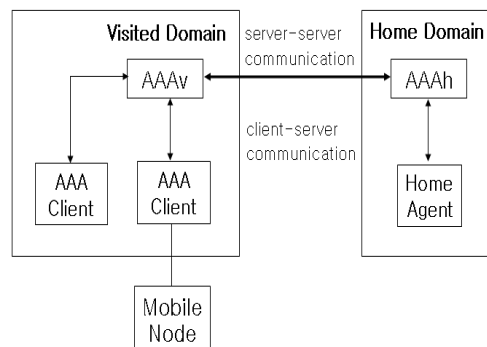 Visited Domain
server-server
communication
Home Domain
AAAv
AAAh
client-server
communication
AAA
Client
AAA
Client
Home
Agent
Mobile
Node